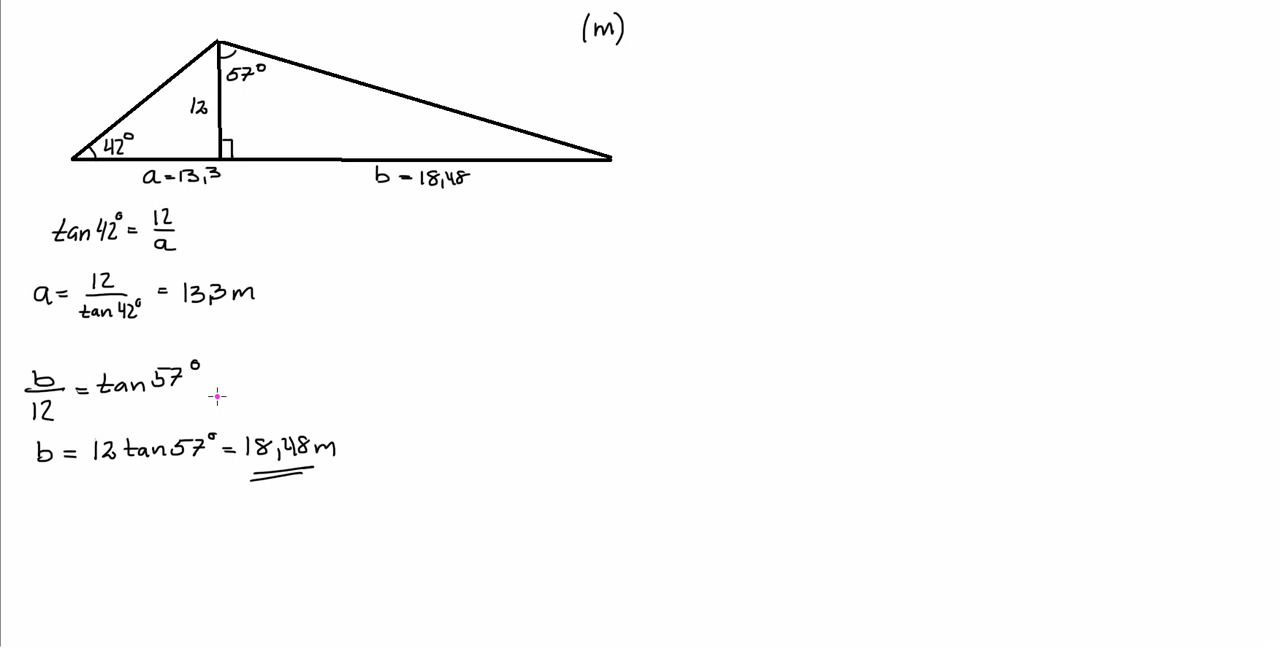 (m)
57°
12
42°
a = 13,3
b = 18,48
tan 42° = 12/a
a = 12/tan 42° = 13,3 m
b/12 = tan 57°
b = 12 tan 57° = 18,48 m